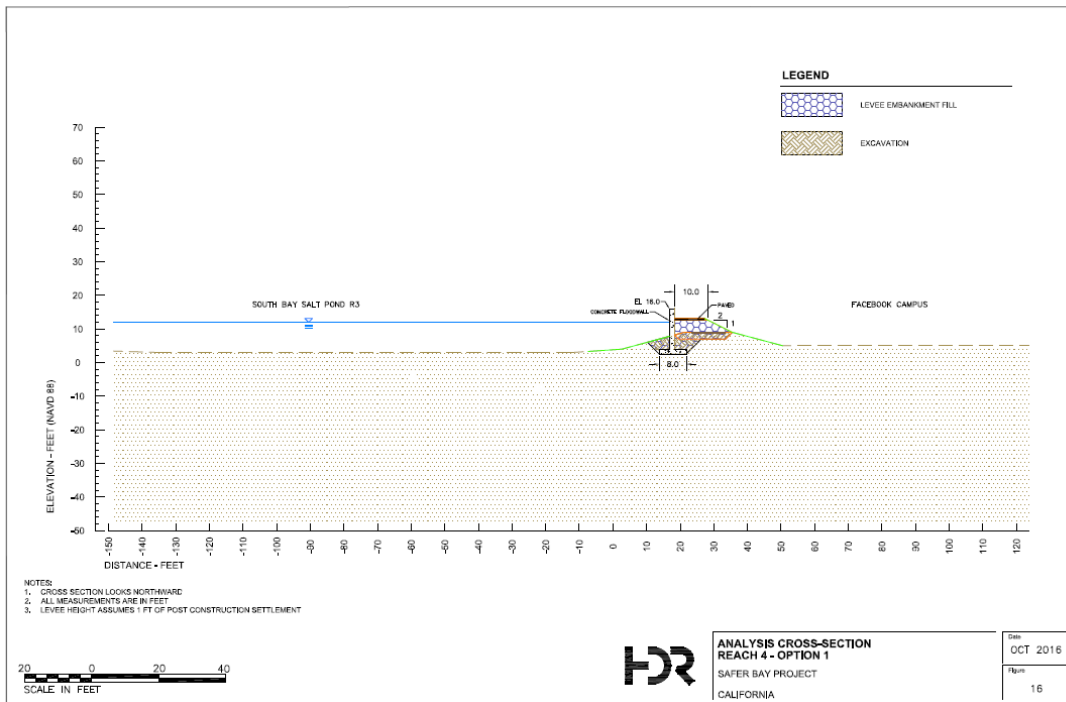 LEGEND
LEVEE EMBANKMENT FILL
EXCAVATION
70
60
50
40
30
20
10
0
-10
-20
-30
-40
-50
ELEVATION - FEET (NAVD 88)
SOUTH BAY SALT POND R3
EL 16.0
CONCRETE FLOODWALL
10.0
PAVED
2
1
8.0
FACEBOOK CAMPUS
-150
-140
-130
-120
-110
-100
-90
-80
-70
-60
-50
-40
-30
-20
-10
0
10
20
30
40
50
60
70
80
90
100
110
120
DISTANCE - FEET
NOTES:
1. CROSS SECTION LOOKS NORTHWARD
2. ALL MEASUREMENTS ARE IN FEET
3. LEVEE HEIGHT ASSUMES 1 FT OF POST CONSTRUCTION SETTLEMENT
20 0 20 40
SCALE IN FEET
HDR
ANALYSIS CROSS-SECTION
REACH 4 - OPTION 1
SAFER BAY PROJECT
CALIFORNIA
Date
OCT 2016
Figure
16